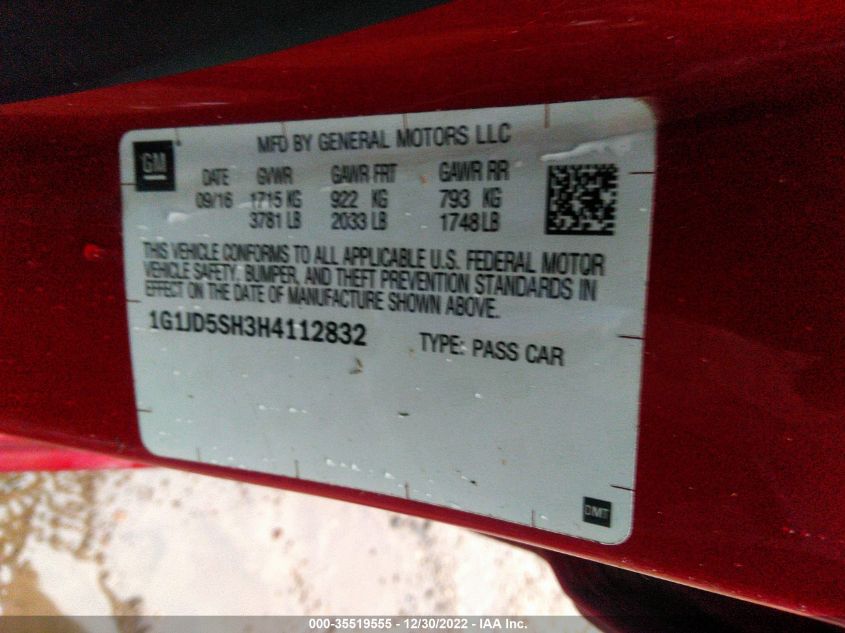 GM
MFD BY GENERAL MOTORS LLC
DATE GVWR GAWR FRT GAWR RR
09/16 1715 KG 922 KG 793 KG
3781 LB 2033 LB 1748 LB
THIS VEHICLE CONFORMS TO ALL APPLICABLE U.S. FEDERAL MOTOR
VEHICLE SAFETY, BUMPER, AND THEFT PREVENTION STANDARDS IN
EFFECT ON THE DATE OF MANUFACTURE SHOWN ABOVE.
1G1JD5SH3H4112832 TYPE: PASS CAR
OMT
000-35519555 - 12/30/2022 - IAA Inc.